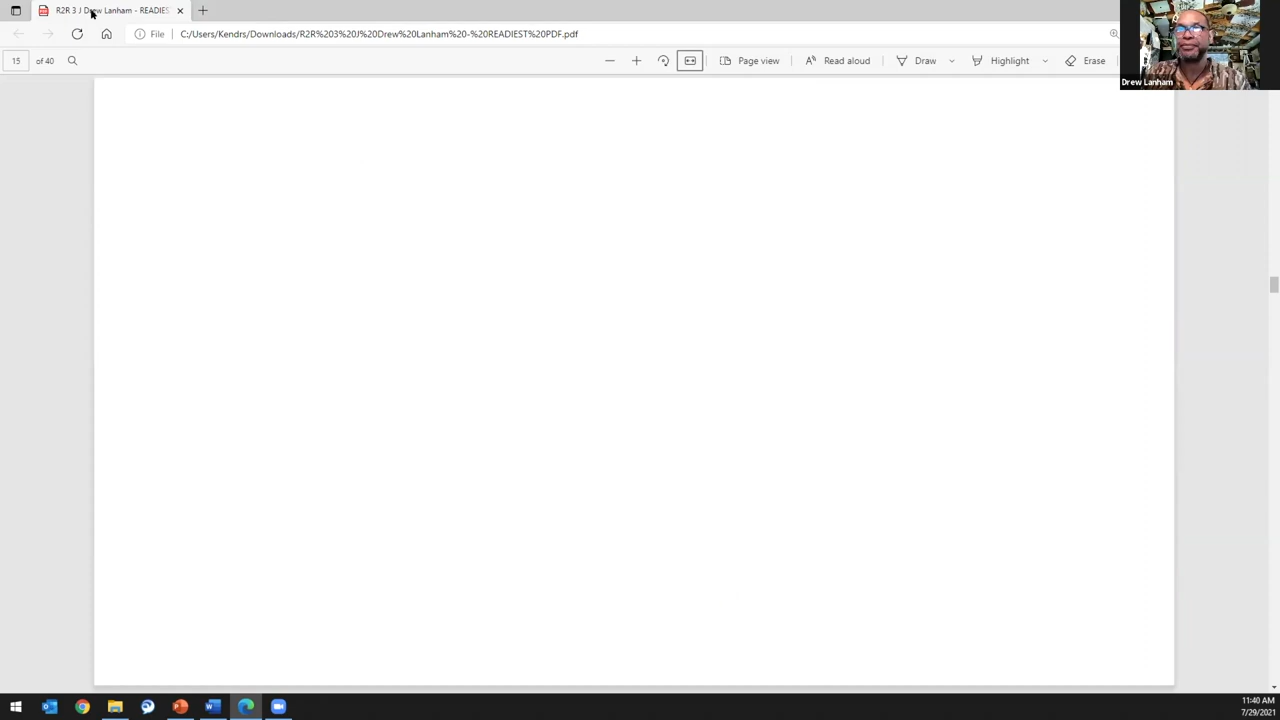 R2R 3 J Drew Lanham - READIES
File
C:/Users/Kendrs/Downloads/R2R%203%20J%20Drew%20Lanham%20-%20READIEST%20PDF.pdf
15 of 40
Page view
Read aloud
Draw
Highlight
Erase
Drew Lanham
11:40 AM
7/29/2021